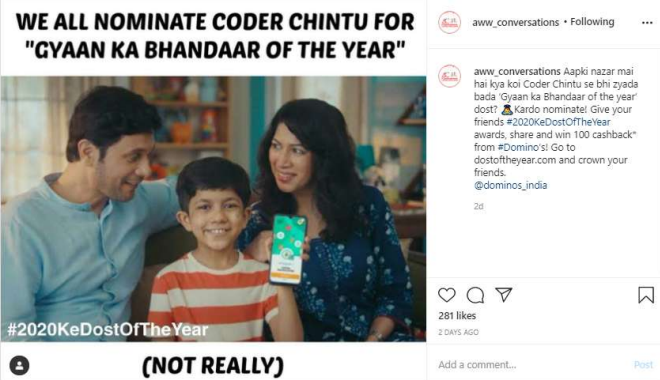 WE ALL NOMINATE CODER CHINTU FOR
"GYAAN KA BHANDAAR OF THE YEAR"
#2020KeDostOfTheYear
(NOT REALLY)
aww_conversations • Following
aww_conversations Aapki nazar mai
hai kya koi Coder Chintu se bhi zyada
bada 'Gyaan ka Bhandaar of the year'
dost? Kardo nominate! Give your
friends #2020KeDostOfTheYear
awards, share and win 100 cashback*
from #Domino's! Go to
dostoftheyear.com and crown your
friends.
@dominos_india
2d
281 likes
2 DAYS AGO
Add a comment...
Post